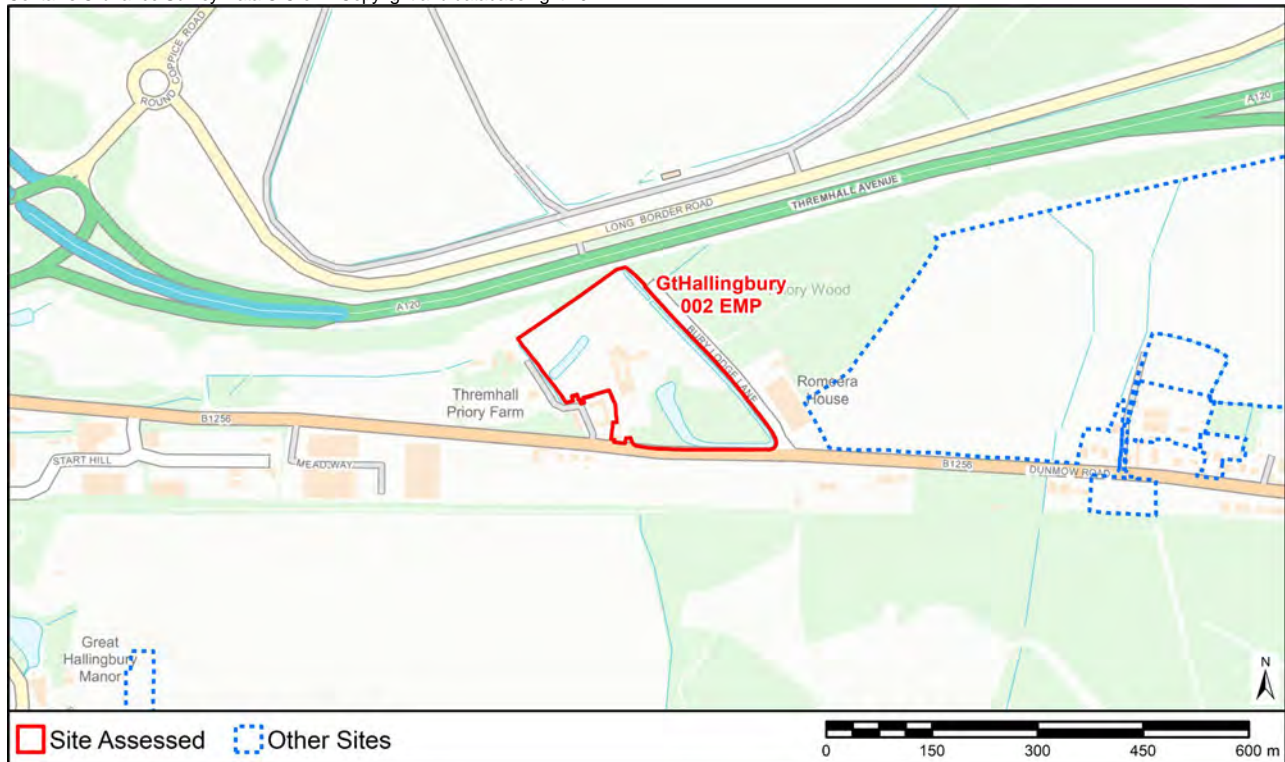 ROUND COPPICE ROAD
A120
THREMHALL AVENUE
LONG BORDER ROAD
GtHallingbury
002 EMP
ory Wood
A120
BURY LODGE LANE
Thremhall
Priory Farm
Romeera
House
B1256
START HILL
MEADWAY
B1256
DUNMOW ROAD
Great
Hallingbury
Manor
N
Site Assessed
Other Sites
0
150
300
450
600 m